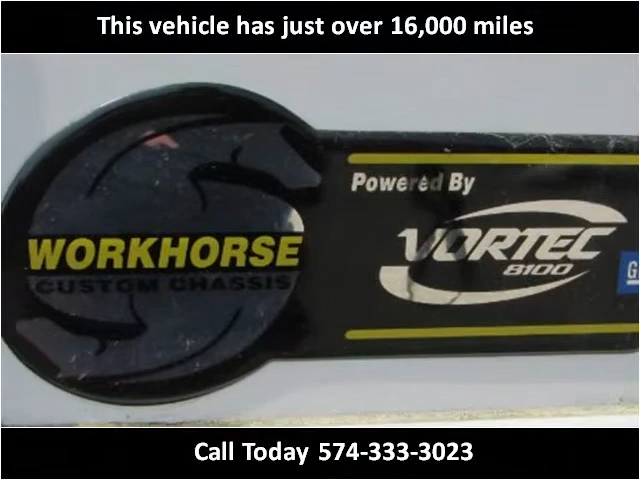 This vehicle has just over 16,000 miles
Powered By
WORKHORSE
CUSTOM CHASSIS
VORTEC
8100
G
Call Today 574-333-3023